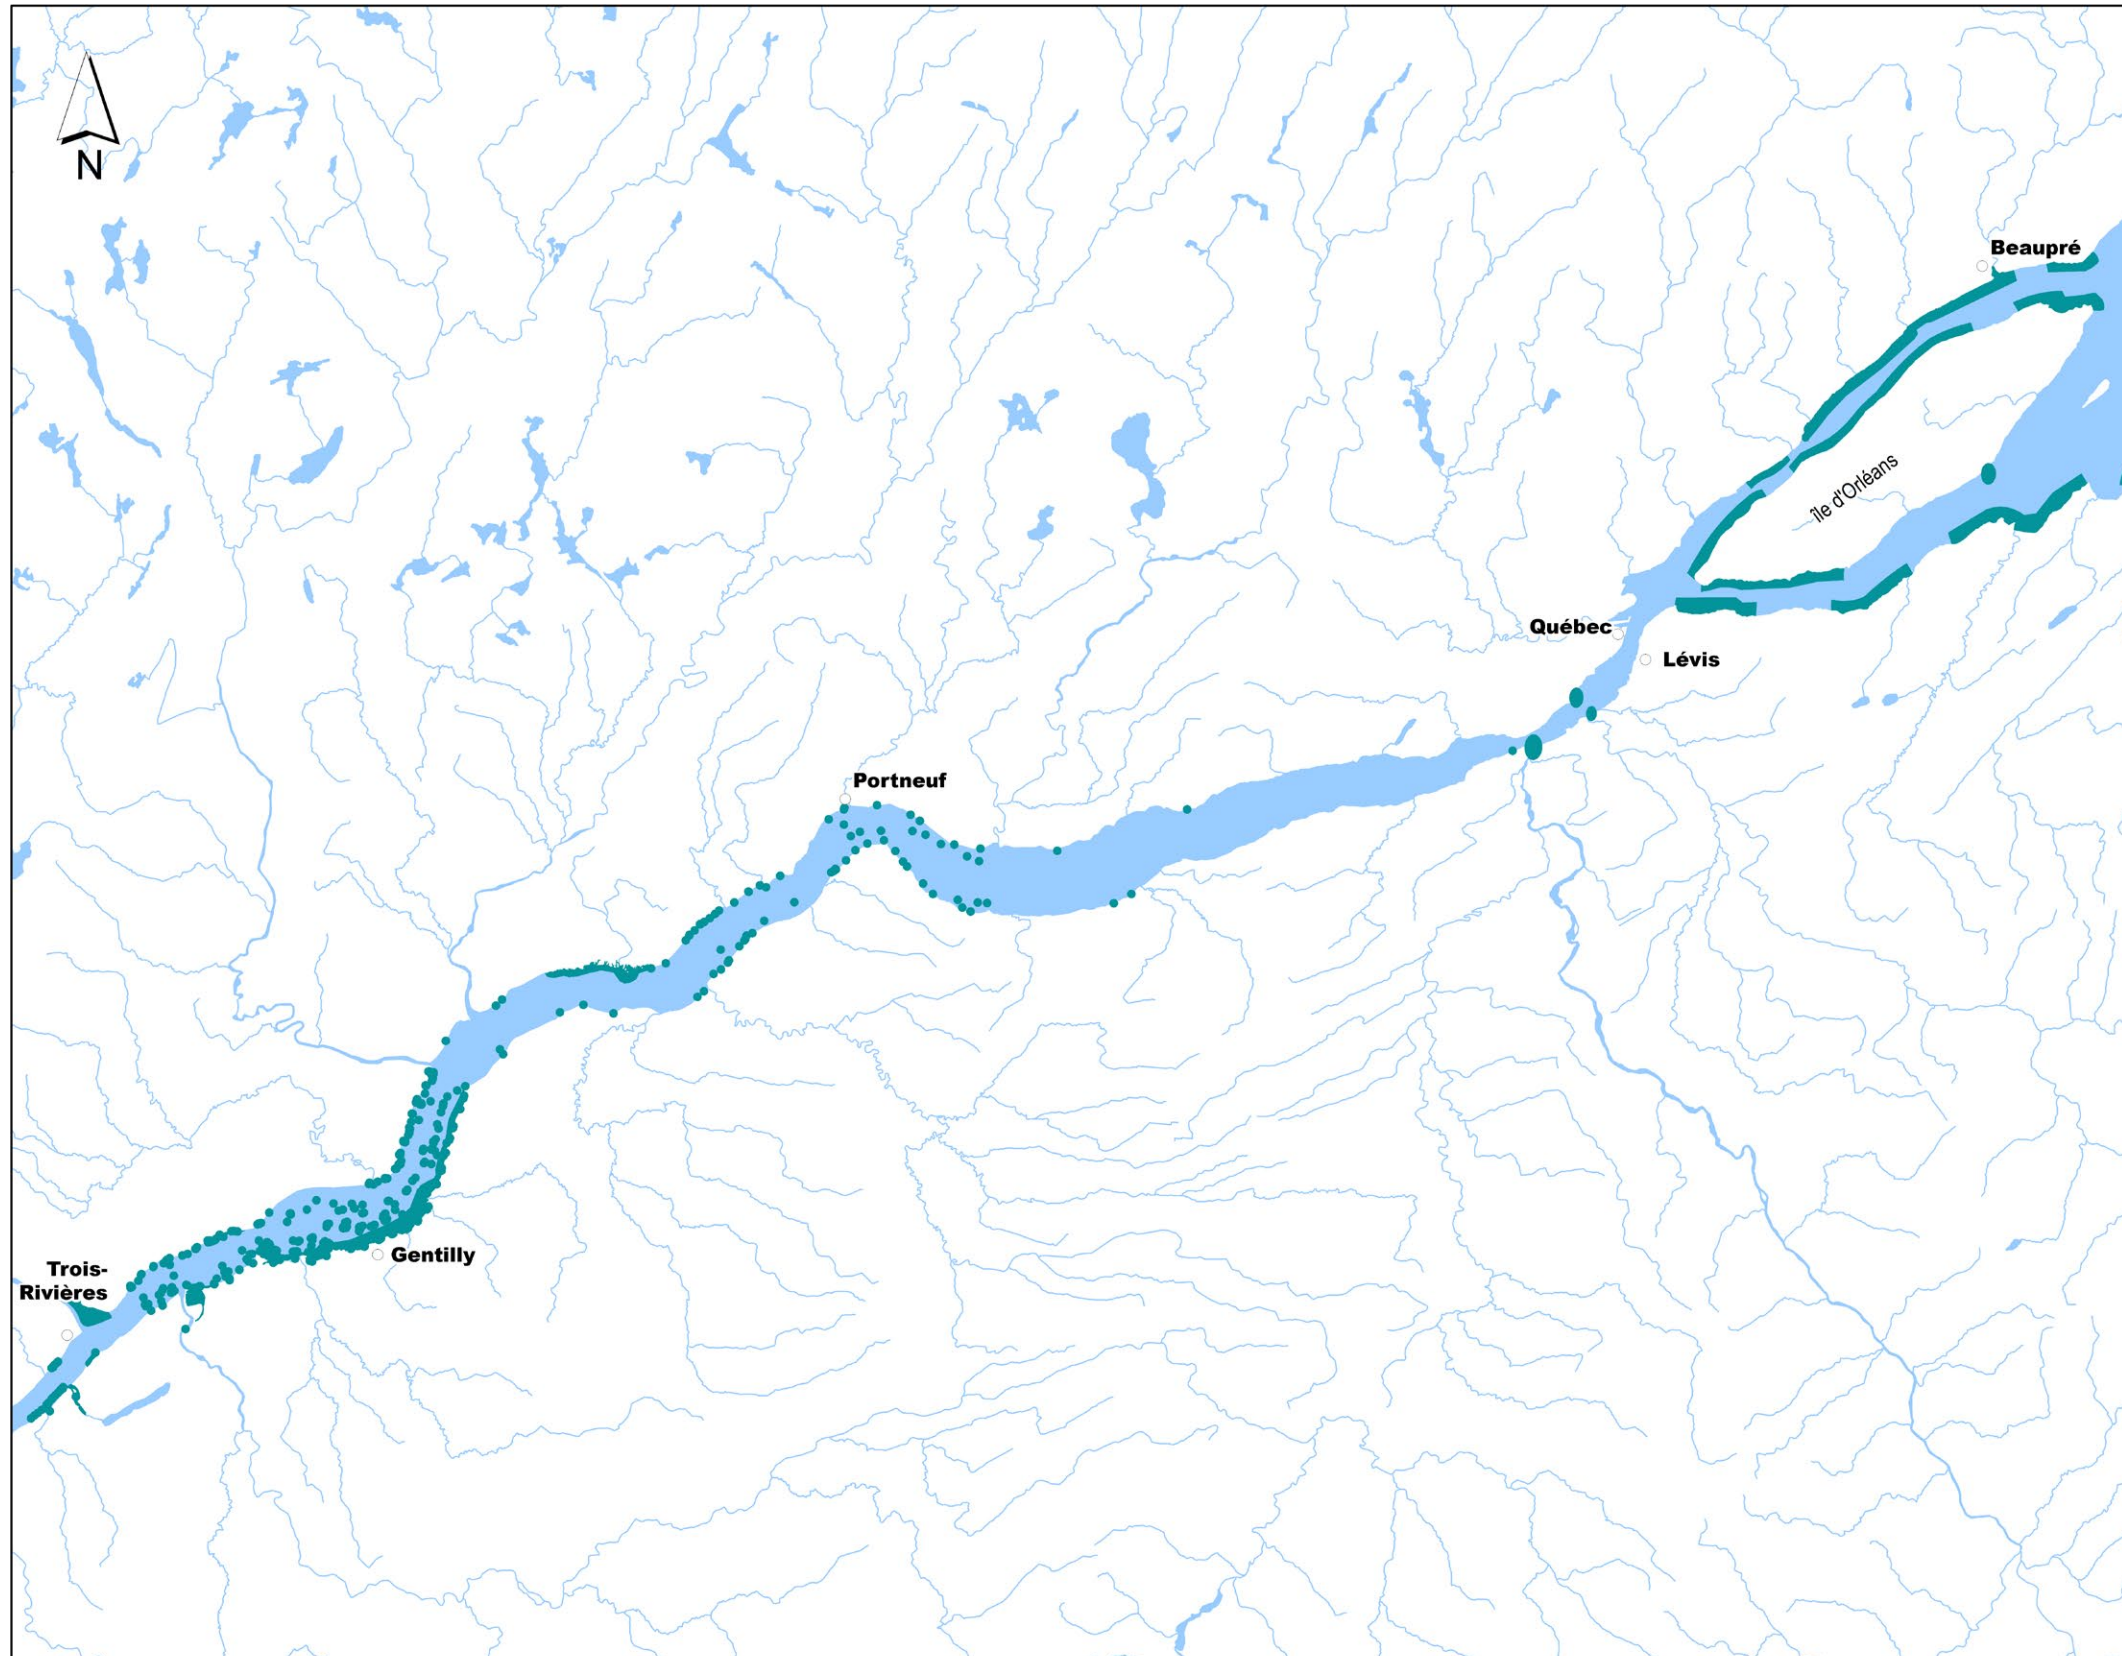 N
Beaupré
île d'Orléans
Québec
Lévis
Portneuf
Gentilly
Trois-
Rivières